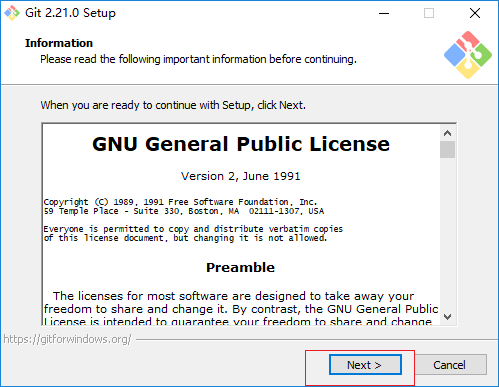 Git 2.21.0 Setup
Information
Please read the following important information before continuing.
When you are ready to continue with Setup, click Next.
GNU General Public License
Version 2, June 1991
Copyright (C) 1989, 1991 Free Software Foundation, Inc.
59 Temple Place - Suite 330, Boston, MA 02111-1307, USA
Everyone is permitted to copy and distribute verbatim copies
of this license document, but changing it is not allowed.
Preamble
The licenses for most software are designed to take away your
freedom to share and change it. By contrast, the GNU General Public
License is intended to guarantee your freedom to share and change
https://gitforwindows.org/
Next >
Cancel